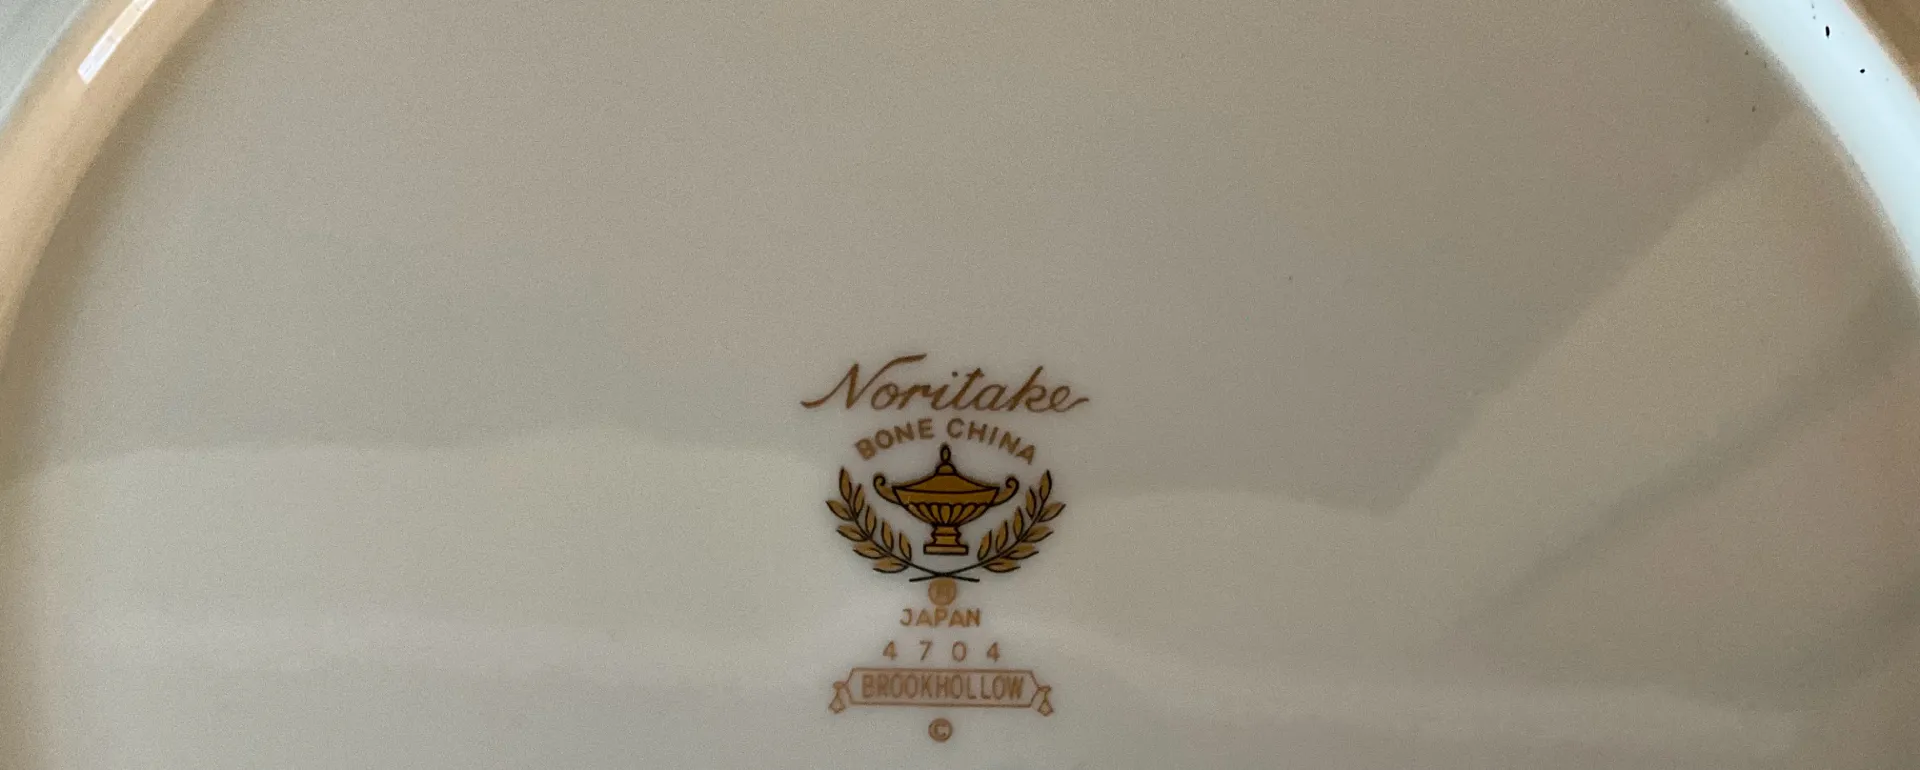 Noritake
BONE CHINA
JAPAN
4704
BROOKHOLLOW
©